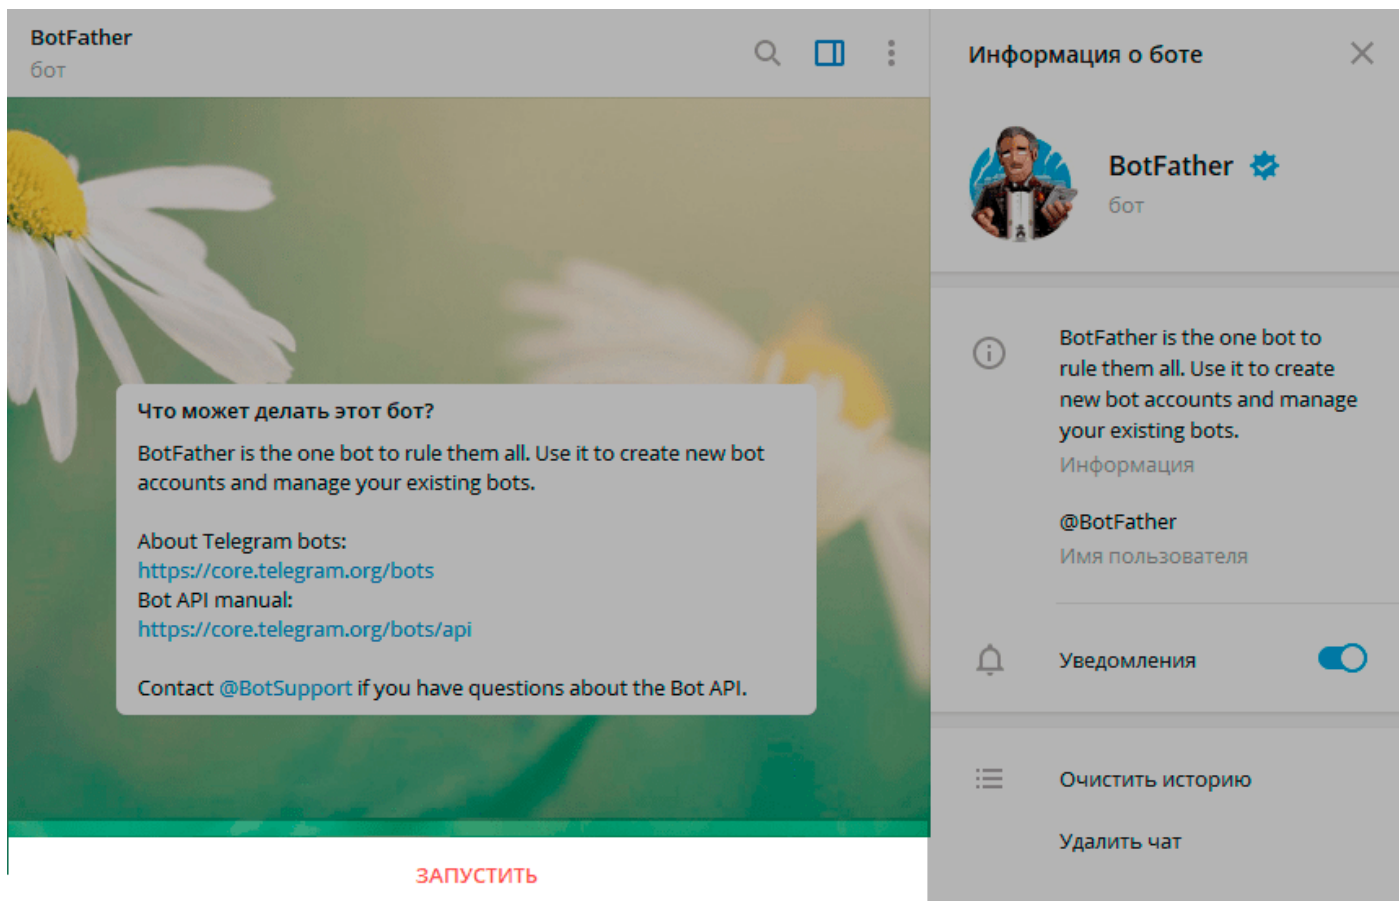 BotFather
бот
Что может делать этот бот?
BotFather is the one bot to rule them all. Use it to create new bot
accounts and manage your existing bots.
About Telegram bots:
https://core.telegram.org/bots
Bot API manual:
https://core.telegram.org/bots/api
Contact @BotSupport if you have questions about the Bot API.
ЗАПУСТИТЬ
Информация о боте
BotFather
бот
BotFather is the one bot to
rule them all. Use it to create
new bot accounts and manage
your existing bots.
Информация
@BotFather
Имя пользователя
Уведомления
Очистить историю
Удалить чат